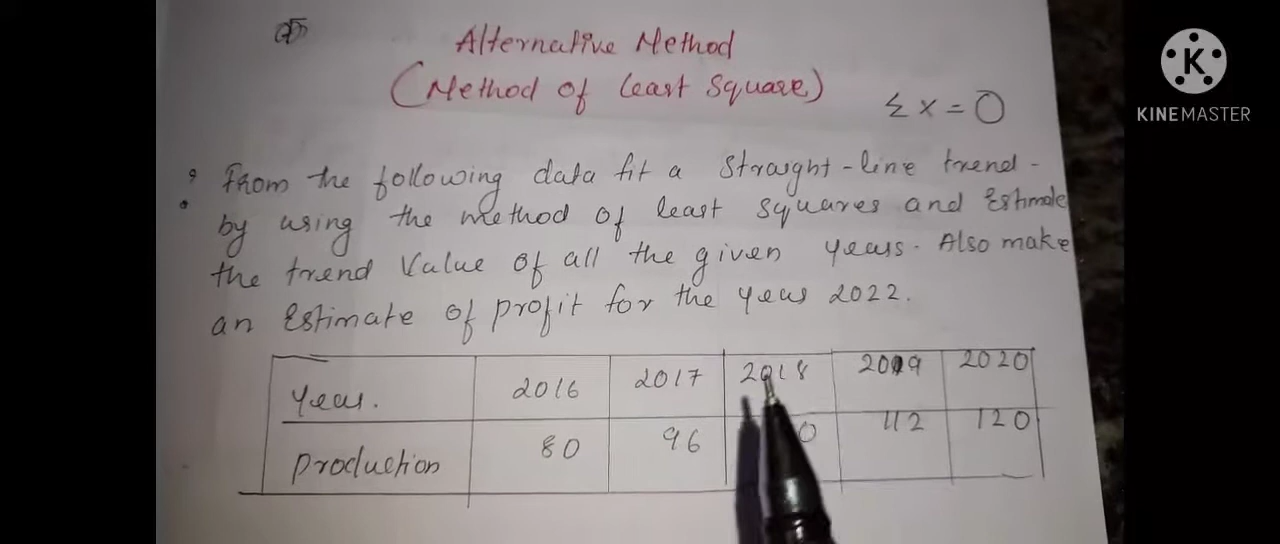 Alternative Method
(Method of least square)
Σx=0
From the following data fit a straight-line trend-
by using the method of least squares and Estimate
the trend Value of all the given years. Also make
an Estimate of profit for the year 2022.
year. 2016 2017 2018 2019 2020
production 80 96 0 112 120
K
KINEMASTER